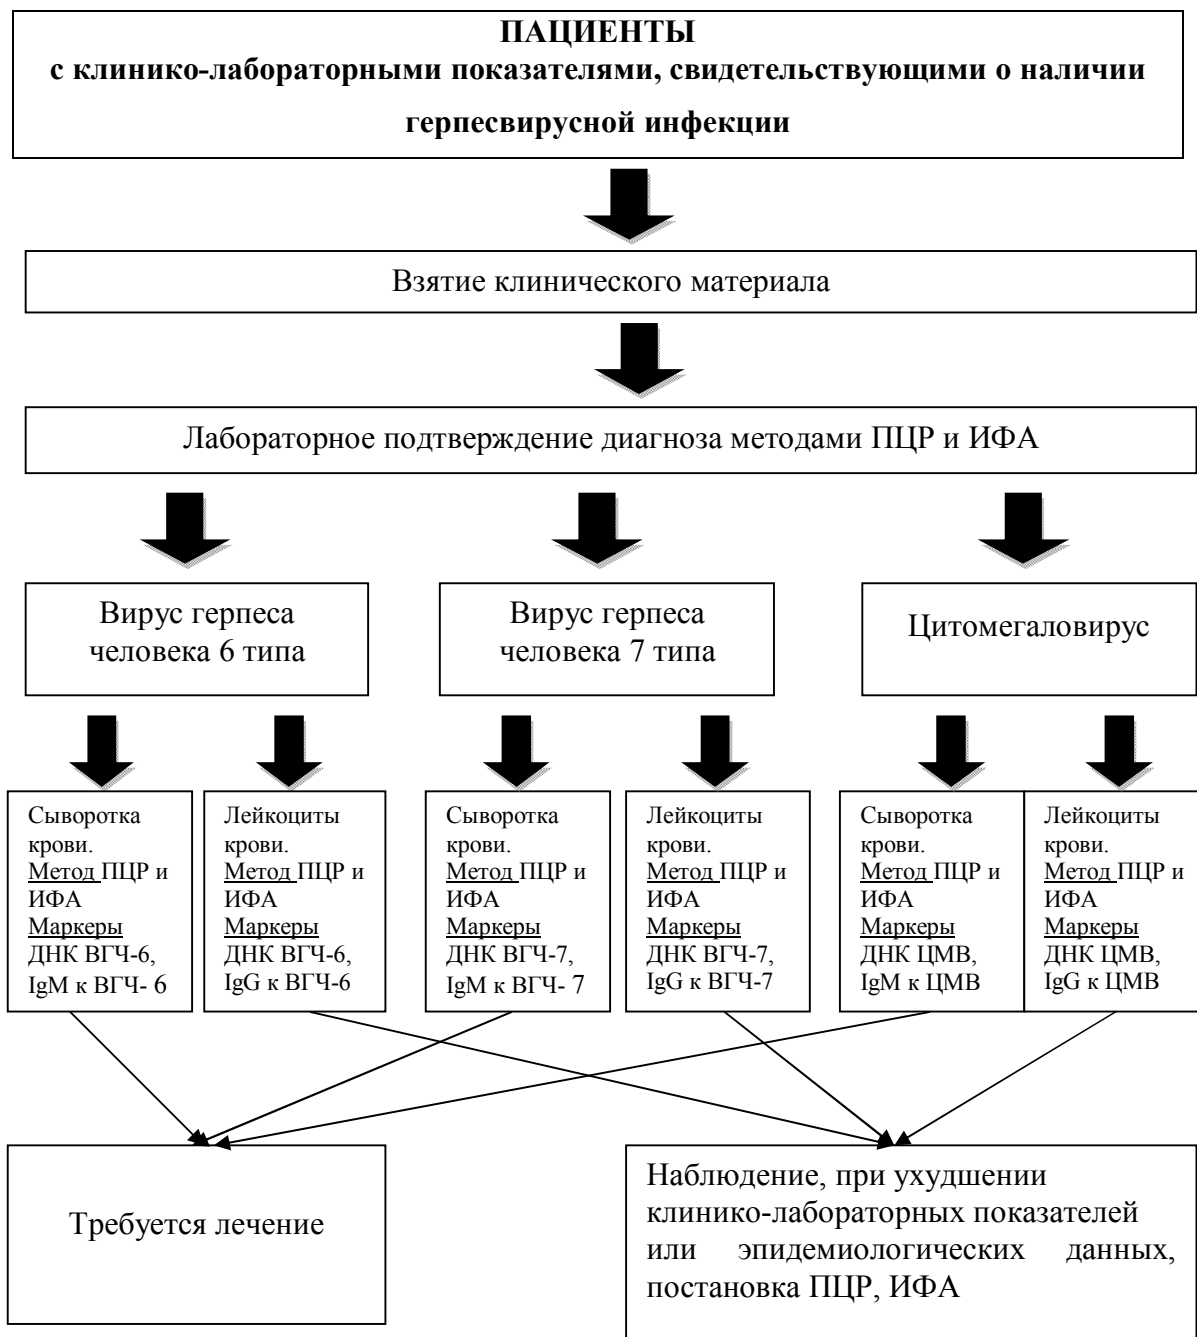 ПАЦИЕНТЫ
с клинико-лабораторными показателями, свидетельствующими о наличии
герпесвирусной инфекции
Взятие клинического материала
Лабораторное подтверждение диагноза методами ПЦР и ИФА
Вирус герпеса
человека 6 типа
Вирус герпеса
человека 7 типа
Цитомегаловирус
Сыворотка
крови.
Метод ПЦР и
ИФА
Маркеры
ДНК ВГЧ-6,
IgM к ВГЧ- 6
Лейкоциты
крови.
Метод ПЦР и
ИФА
Маркеры
ДНК ВГЧ-6,
IgG к ВГЧ-6
Сыворотка
крови.
Метод ПЦР и
ИФА
Маркеры
ДНК ВГЧ-7,
IgM к ВГЧ- 7
Лейкоциты
крови.
Метод ПЦР и
ИФА
Маркеры
ДНК ВГЧ-7,
IgG к ВГЧ-7
Сыворотка
крови.
Метод ПЦР и
ИФА
Маркеры
ДНК ЦМВ,
IgM к ЦМВ
Лейкоциты
крови.
Метод ПЦР и
ИФА
Маркеры
ДНК ЦМВ,
IgG к ЦМВ
Требуется лечение
Наблюдение, при ухудшении
клинико-лабораторных показателей
или эпидемиологических данных,
постановка ПЦР, ИФА